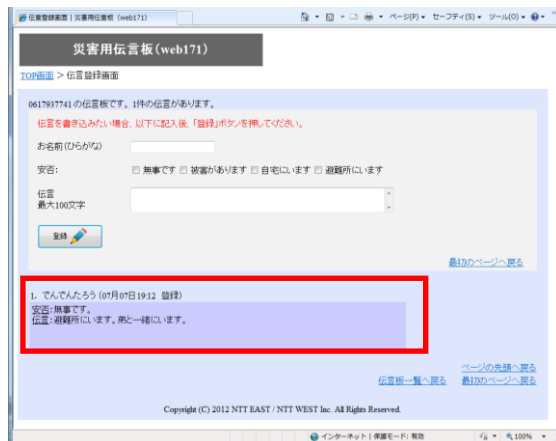 伝言登録画面 | 災害用伝言板 (web171)
ページ(P) セーフティ(S) ツール(O)
災害用伝言板(web171)
TOP画面 > 伝言登録画面
0617937741の伝言板です。1件の伝言があります。
伝言を書き込みたい場合、以下に記入後、「登録」ボタンを押してください。
お名前(ひらがな)
安否:
無事です 被害があります 自宅にいます 避難所にいます
伝言
最大100文字
登録
最初のページへ戻る
1. でんでんたろう (07月07日19:12 登録)
安否:無事です。
伝言:避難所にいます。弟と一緒にいます。
ページの先頭へ戻る
伝言板一覧へ戻る 最初のページへ戻る
Copyright (C) 2012 NTT EAST / NTT WEST Inc. All Rights Reserved.
インターネット | 保護モード: 有効
100%